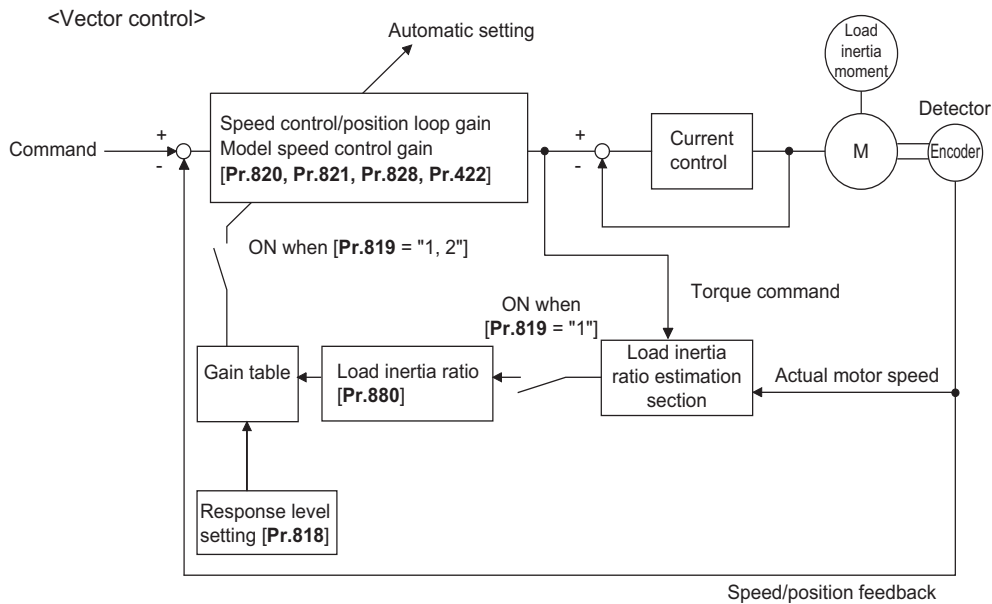 <Vector control>
Automatic setting
Load
inertia
moment
Detector
Command
+
-
Speed control/position loop gain
Model speed control gain
[Pr.820, Pr.821, Pr.828, Pr.422]
+
-
Current
control
M
Encoder
ON when [Pr.819 = "1, 2"]
Torque command
ON when
[Pr.819 = "1"]
Gain table
Load inertia ratio
[Pr.880]
Load inertia
ratio estimation
section
Actual motor speed
Response level
setting [Pr.818]
Speed/position feedback